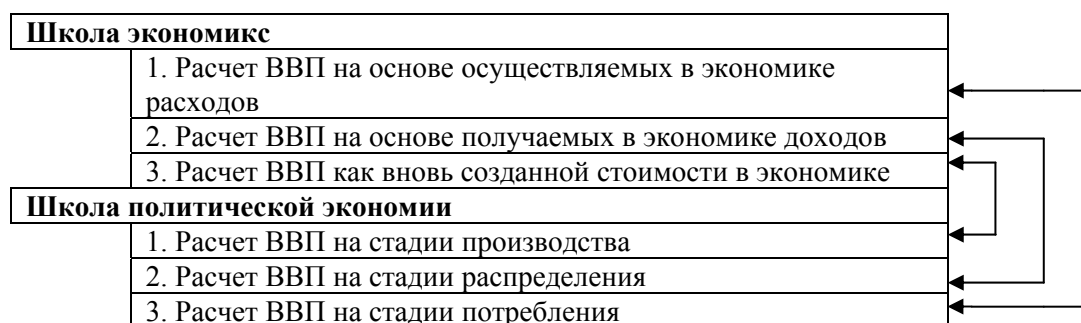 Школа экономикс
1. Расчет ВВП на основе осуществляемых в экономике
расходов
2. Расчет ВВП на основе получаемых в экономике доходов
3. Расчет ВВП как вновь созданной стоимости в экономике
Школа политической экономии
1. Расчет ВВП на стадии производства
2. Расчет ВВП на стадии распределения
3. Расчет ВВП на стадии потребления